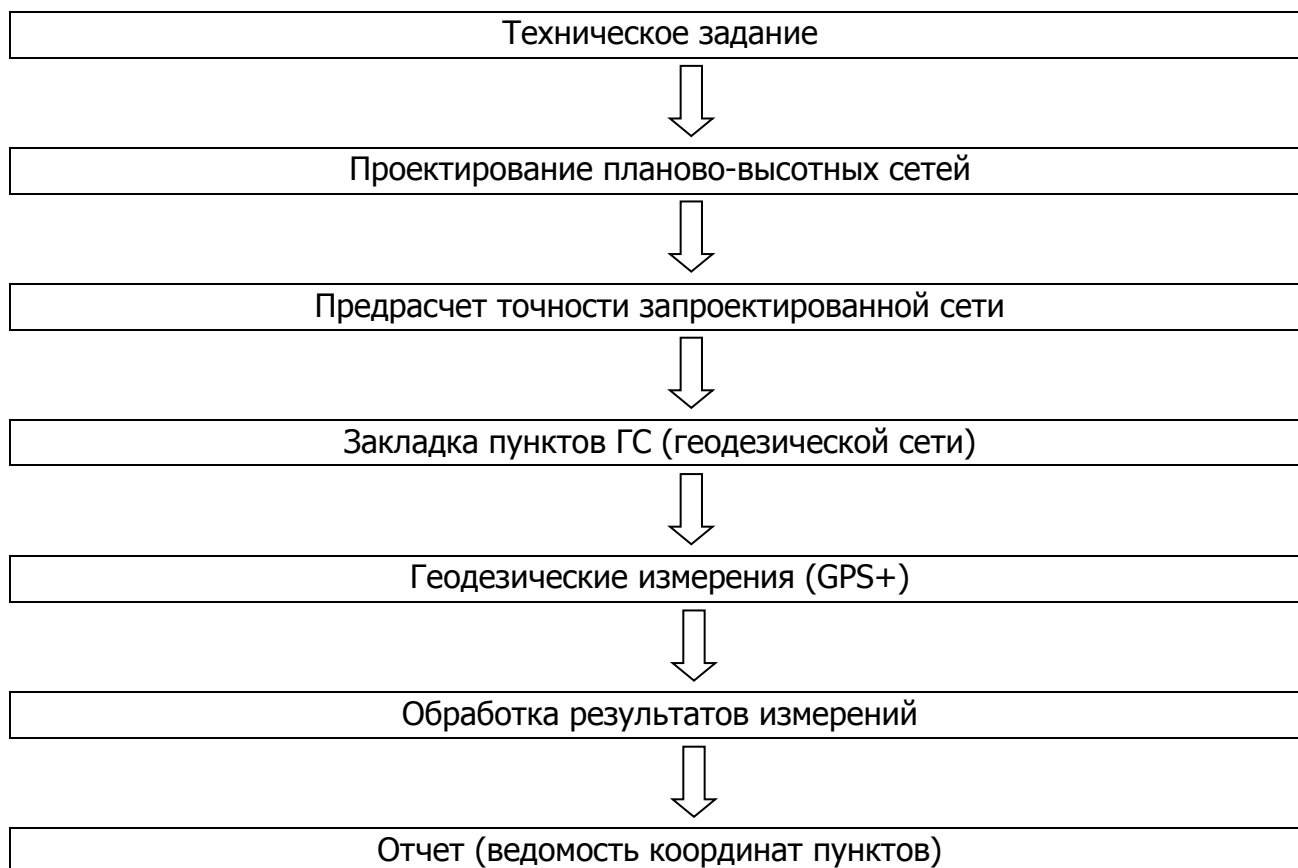 Техническое задание
Проектирование планово-высотных сетей
Предрасчет точности запроектированной сети
Закладка пунктов ГС (геодезической сети)
Геодезические измерения (GPS+)
Обработка результатов измерений
Отчет (ведомость координат пунктов)